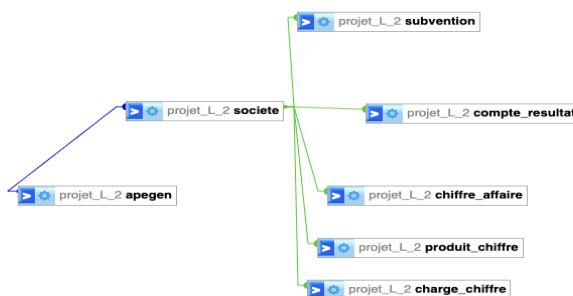 projet_L_2 subvention
projet_L_2 societe
projet_L_2 compte_resultat
projet_L_2 apegen
projet_L_2 chiffre_affaire
projet_L_2 produit_chiffre
projet_L_2 charge_chiffre